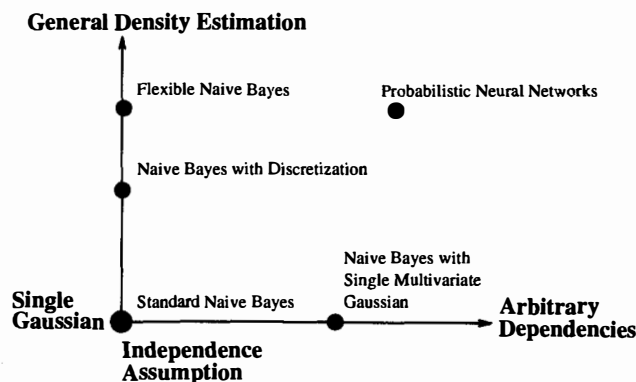 General Density Estimation
Flexible Naive Bayes
Probabilistic Neural Networks
Naive Bayes with Discretization
Naive Bayes with
Single Multivariate
Gaussian
Single
Gaussian
Standard Naive Bayes
Arbitrary
Dependencies
Independence
Assumption